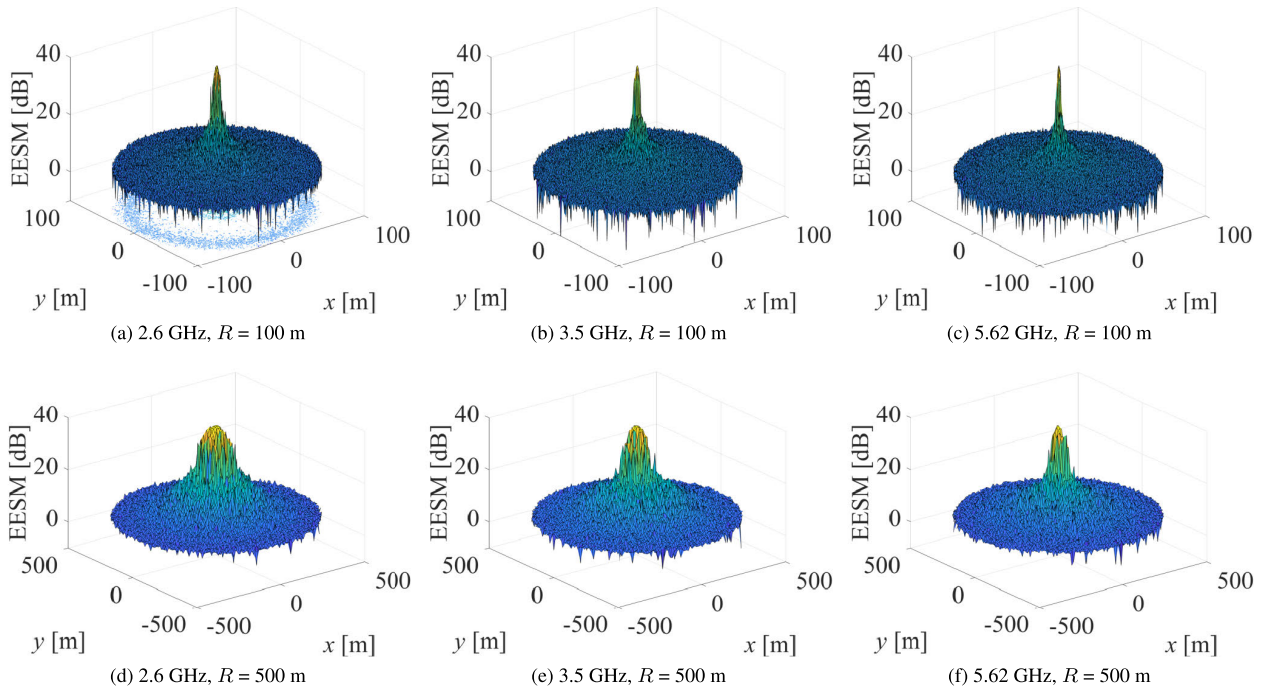 40
20
0
EESM [dB]
100
0
-100
-100
0
100
y [m]
x [m]
(a) 2.6 GHz, R = 100 m
40
20
0
EESM [dB]
100
0
-100
-100
0
100
y [m]
x [m]
(b) 3.5 GHz, R = 100 m
40
20
0
EESM [dB]
100
0
-100
-100
0
100
y [m]
x [m]
(c) 5.62 GHz, R = 100 m
40
20
0
EESM [dB]
500
0
-500
-500
0
500
y [m]
x [m]
(d) 2.6 GHz, R = 500 m
40
20
0
EESM [dB]
500
0
-500
-500
0
500
y [m]
x [m]
(e) 3.5 GHz, R = 500 m
40
20
0
EESM [dB]
500
0
-500
-500
0
500
y [m]
x [m]
(f) 5.62 GHz, R = 500 m